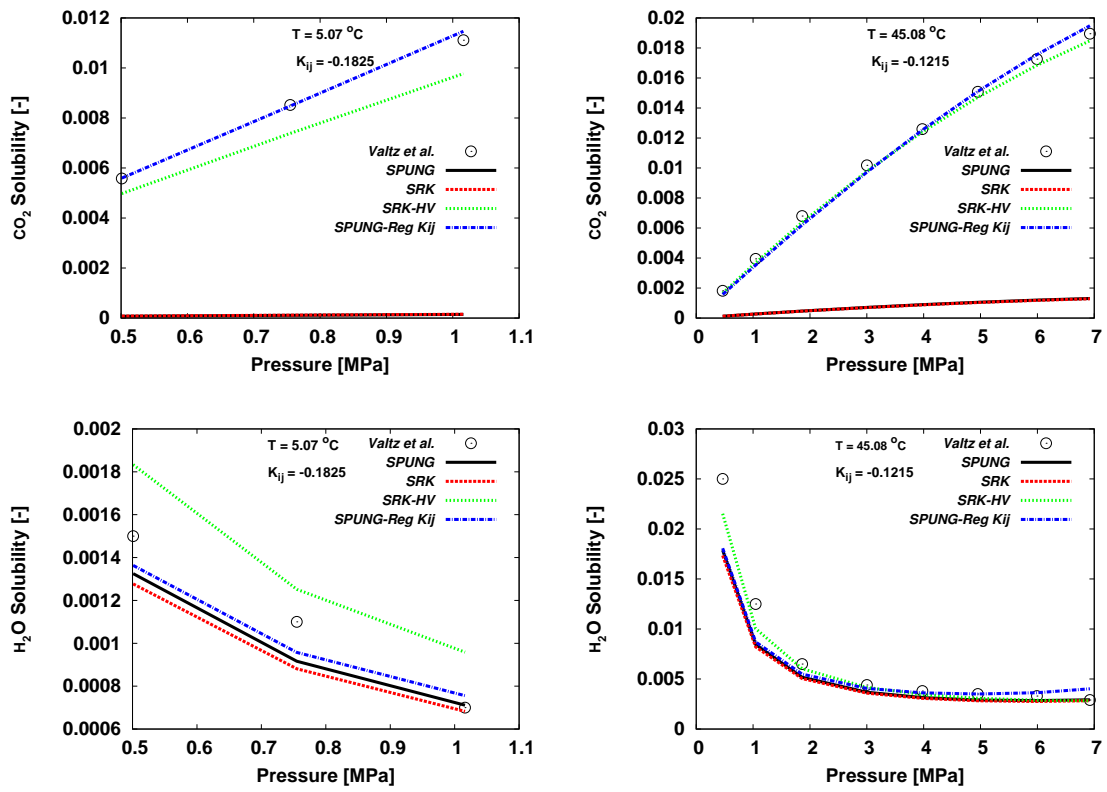 0.012
0.01
0.008
0.006
0.004
0.002
0
CO2 Solubility [-]
T = 5.07 oC
Kij = -0.1825
Valtz et al.
SPUNG
SRK
SRK-HV
SPUNG-Reg Kij
0.5 0.6 0.7 0.8 0.9 1 1.1
Pressure [MPa]
0.02
0.018
0.016
0.014
0.012
0.01
0.008
0.006
0.004
0.002
0
CO2 Solubility [-]
T = 45.08 oC
Kij = -0.1215
Valtz et al.
SPUNG
SRK
SRK-HV
SPUNG-Reg Kij
0 1 2 3 4 5 6 7
Pressure [MPa]
0.002
0.0018
0.0016
0.0014
0.0012
0.001
0.0008
0.0006
H2O Solubility [-]
T = 5.07 oC
Kij = -0.1825
Valtz et al.
SPUNG
SRK
SRK-HV
SPUNG-Reg Kij
0.5 0.6 0.7 0.8 0.9 1 1.1
Pressure [MPa]
0.03
0.025
0.02
0.015
0.01
0.005
0
H2O Solubility [-]
T = 45.08 oC
Kij = -0.1215
Valtz et al.
SPUNG
SRK
SRK-HV
SPUNG-Reg Kij
0 1 2 3 4 5 6 7
Pressure [MPa]